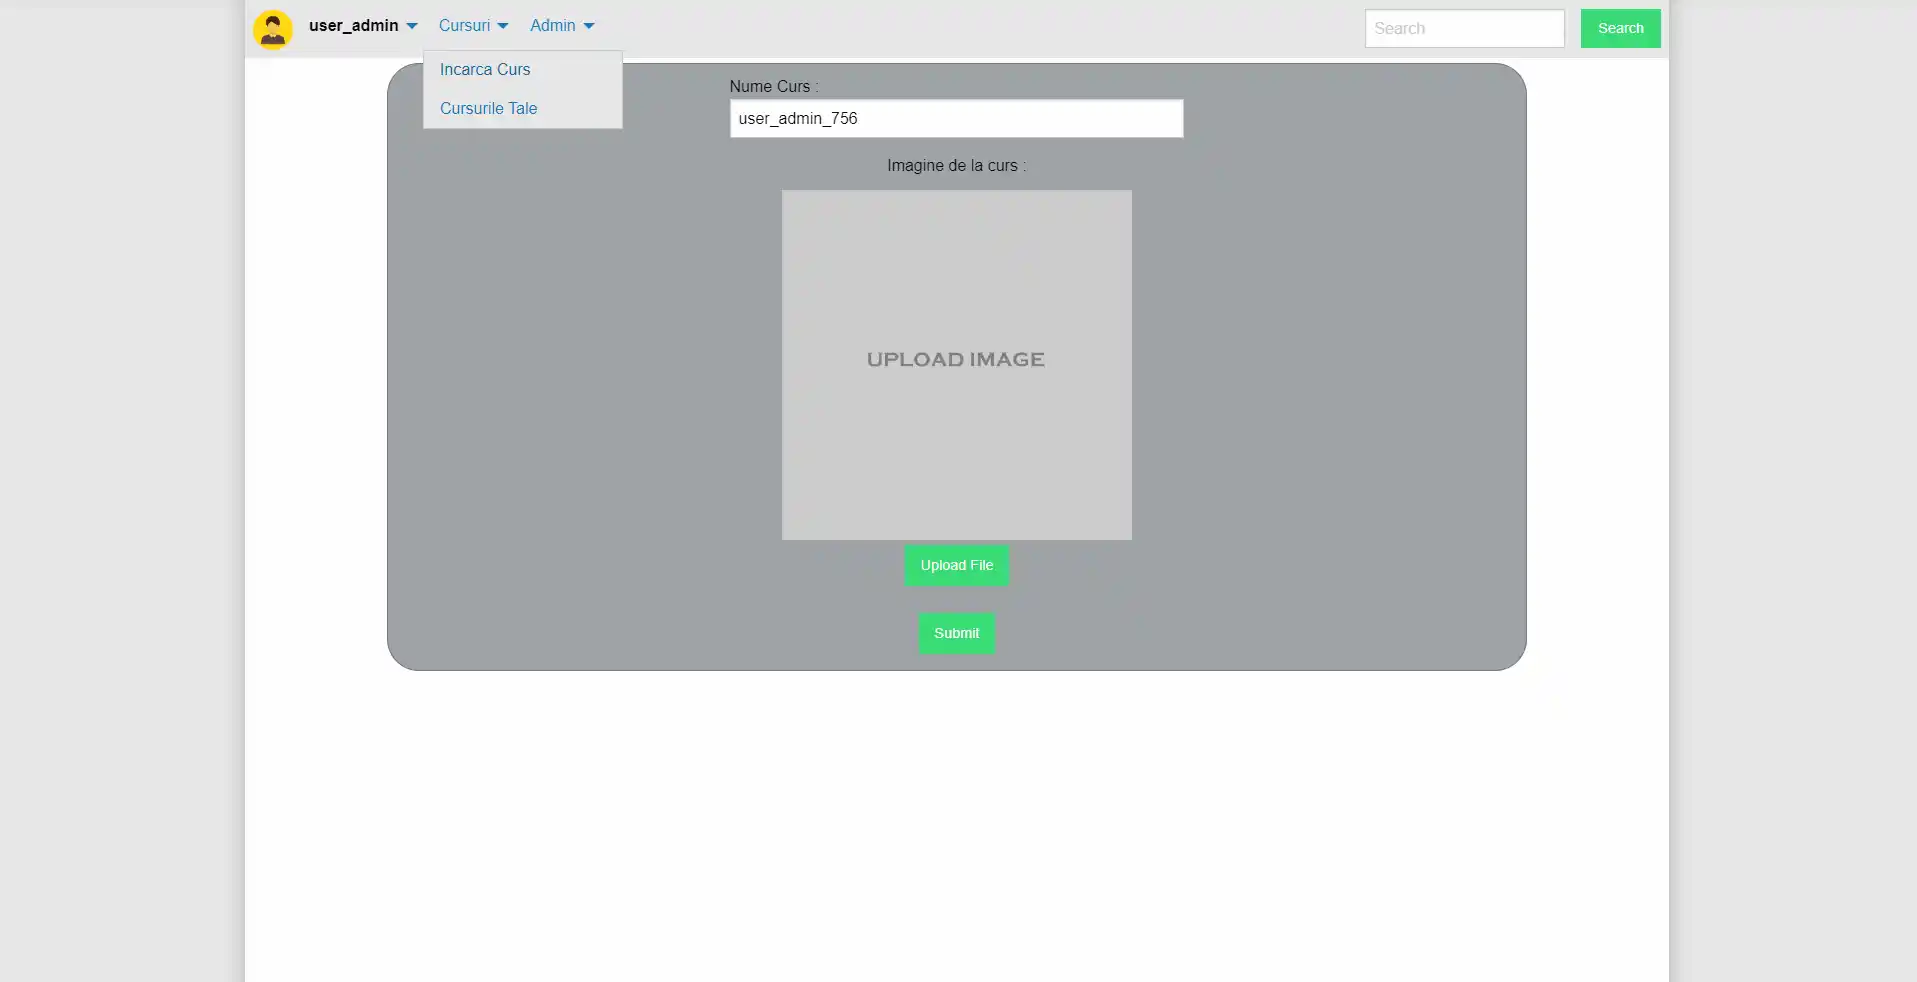 user_admin Cursuri Admin Search Search
Incarca Curs
Cursurile Tale
Nume Curs :
user_admin_756
Imagine de la curs :
UPLOAD IMAGE
Upload File
Submit